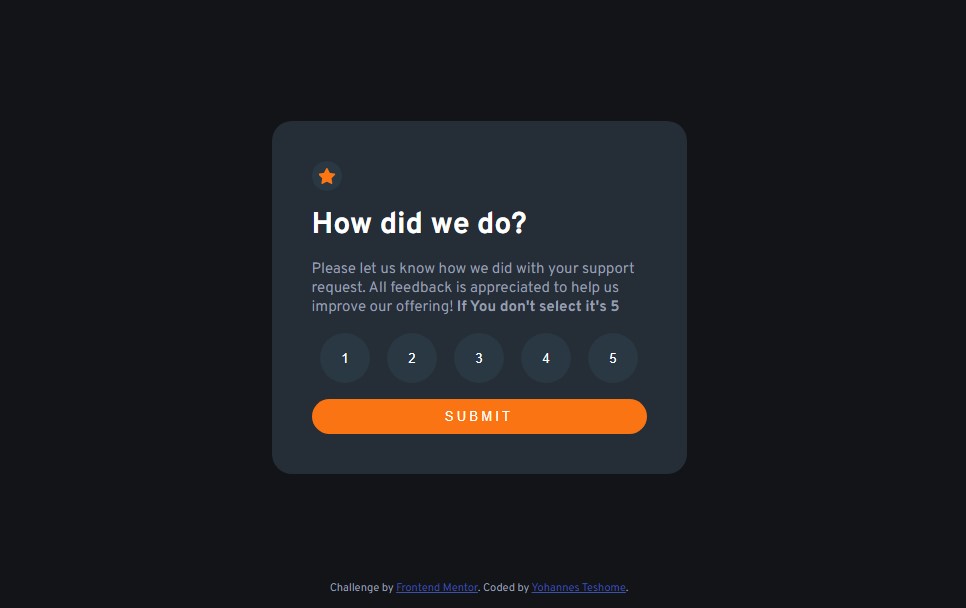 How did we do?
Please let us know how we did with your support
request. All feedback is appreciated to help us
improve our offering! If You don't select it's 5
1 2 3 4 5
SUBMIT
Challenge by Frontend Mentor. Coded by Yohannes Teshome.